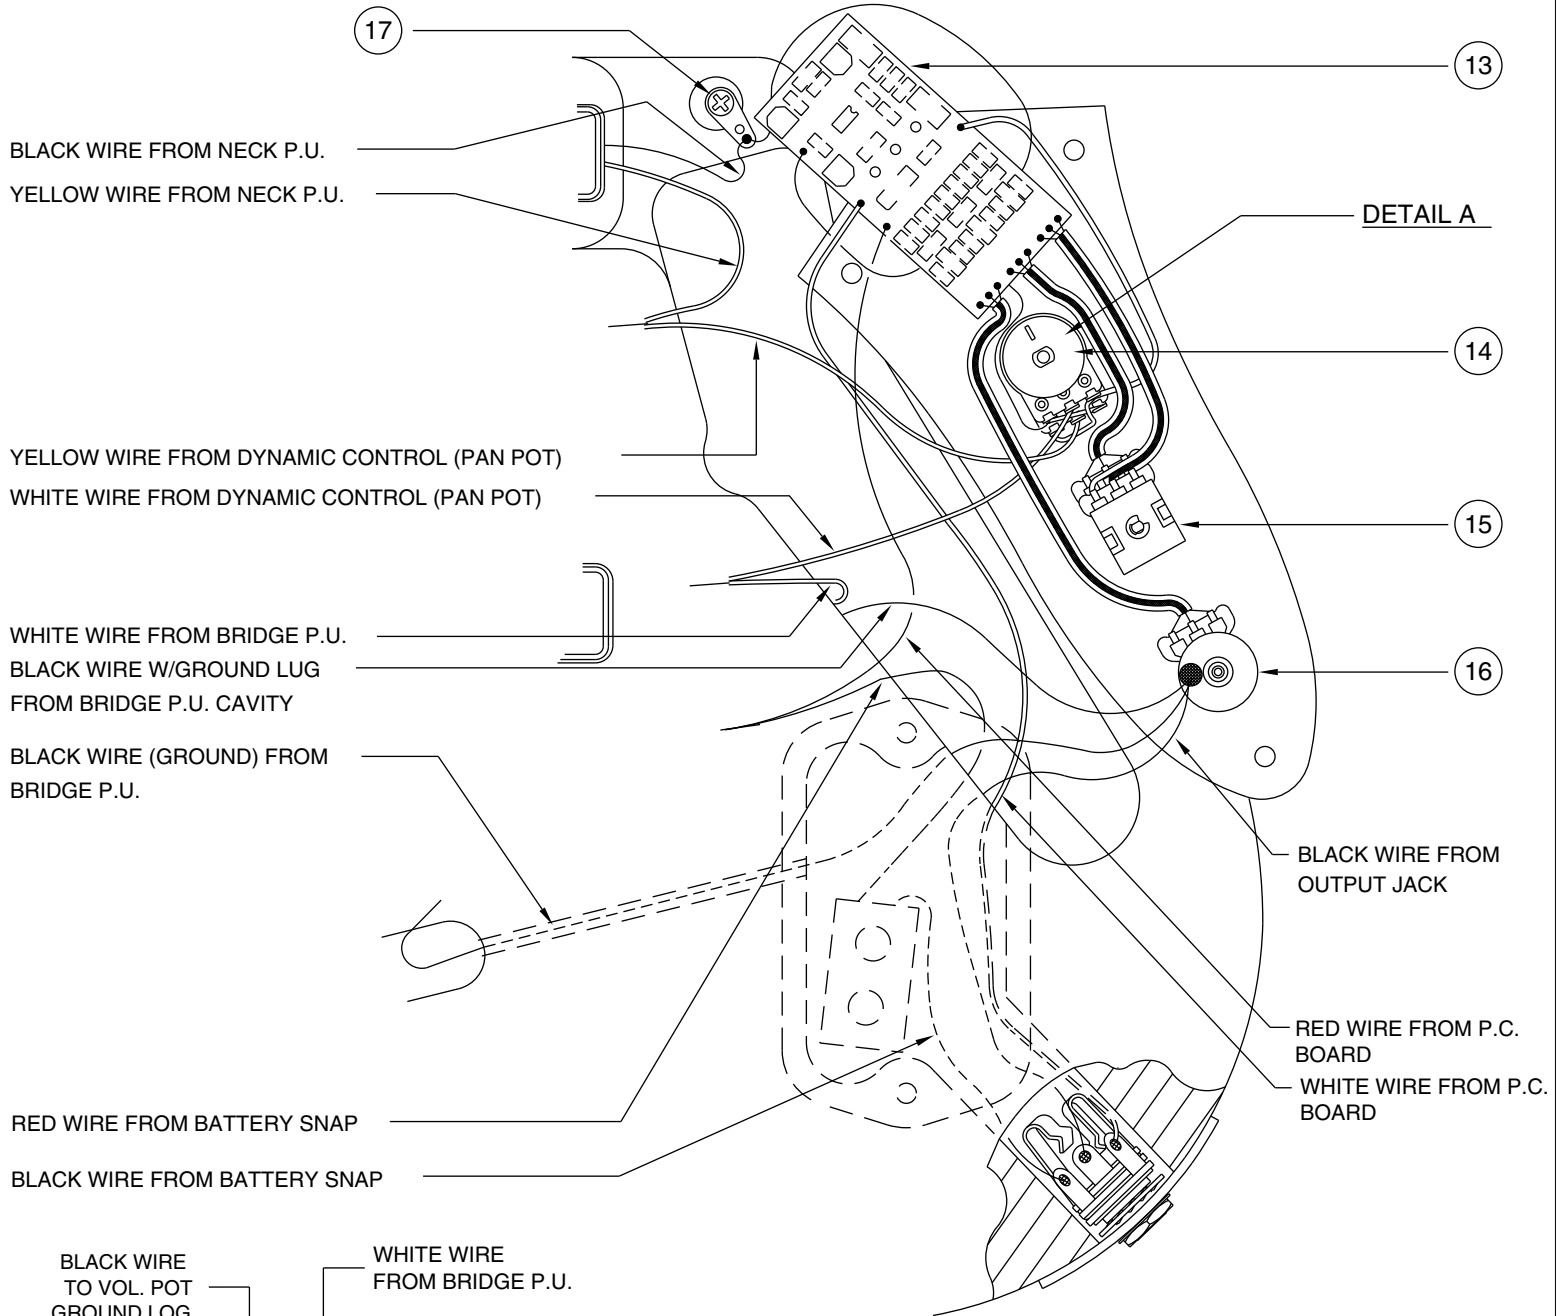 17
13
BLACK WIRE FROM NECK P.U.
YELLOW WIRE FROM NECK P.U.
DETAIL A
14
YELLOW WIRE FROM DYNAMIC CONTROL (PAN POT)
WHITE WIRE FROM DYNAMIC CONTROL (PAN POT)
15
WHITE WIRE FROM BRIDGE P.U.
BLACK WIRE W/GROUND LUG
FROM BRIDGE P.U. CAVITY
16
BLACK WIRE (GROUND) FROM
BRIDGE P.U.
BLACK WIRE FROM
OUTPUT JACK
RED WIRE FROM P.C.
BOARD
WHITE WIRE FROM P.C.
BOARD
RED WIRE FROM BATTERY SNAP
BLACK WIRE FROM BATTERY SNAP
BLACK WIRE
TO VOL. POT
GROUND LOG
WHITE WIRE
FROM BRIDGE P.U.